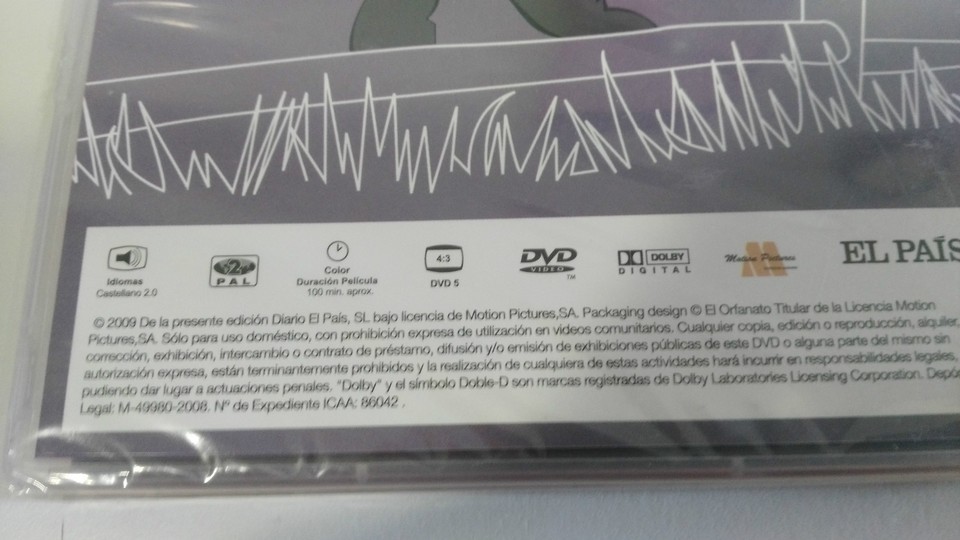 Idiomas
Castellano 2.0
2
PAL
Color
Duración Película
100 min. aprox.
4:3
DVD 5
DVD
VIDEO
TM
DOLBY
DIGITAL
M
Motion Pictures
EL PAÍS
© 2009 De la presente edición Diario El País, SL bajo licencia de Motion Pictures,SA. Packaging design © El Orfanato Titular de la Licencia Motion
Pictures,SA. Sólo para uso doméstico, con prohibición expresa de utilización en videos comunitarios. Cualquier copia, edición o reproducción, alquiler,
corrección, exhibición, intercambio o contrato de préstamo, difusión y/o emisión de exhibiciones públicas de este DVD o alguna parte del mismo sin
autorización expresa, están terminantemente prohibidos y la realización de cualquiera de estas actividades hará incurrir en responsabilidades legales,
pudiendo dar lugar a actuaciones penales. "Dolby" y el símbolo Doble-D son marcas registradas de Dolby Laboratories Licensing Corporation. Depós
Legal: M-49980-2008. Nº de Expediente ICAA: 86042 .